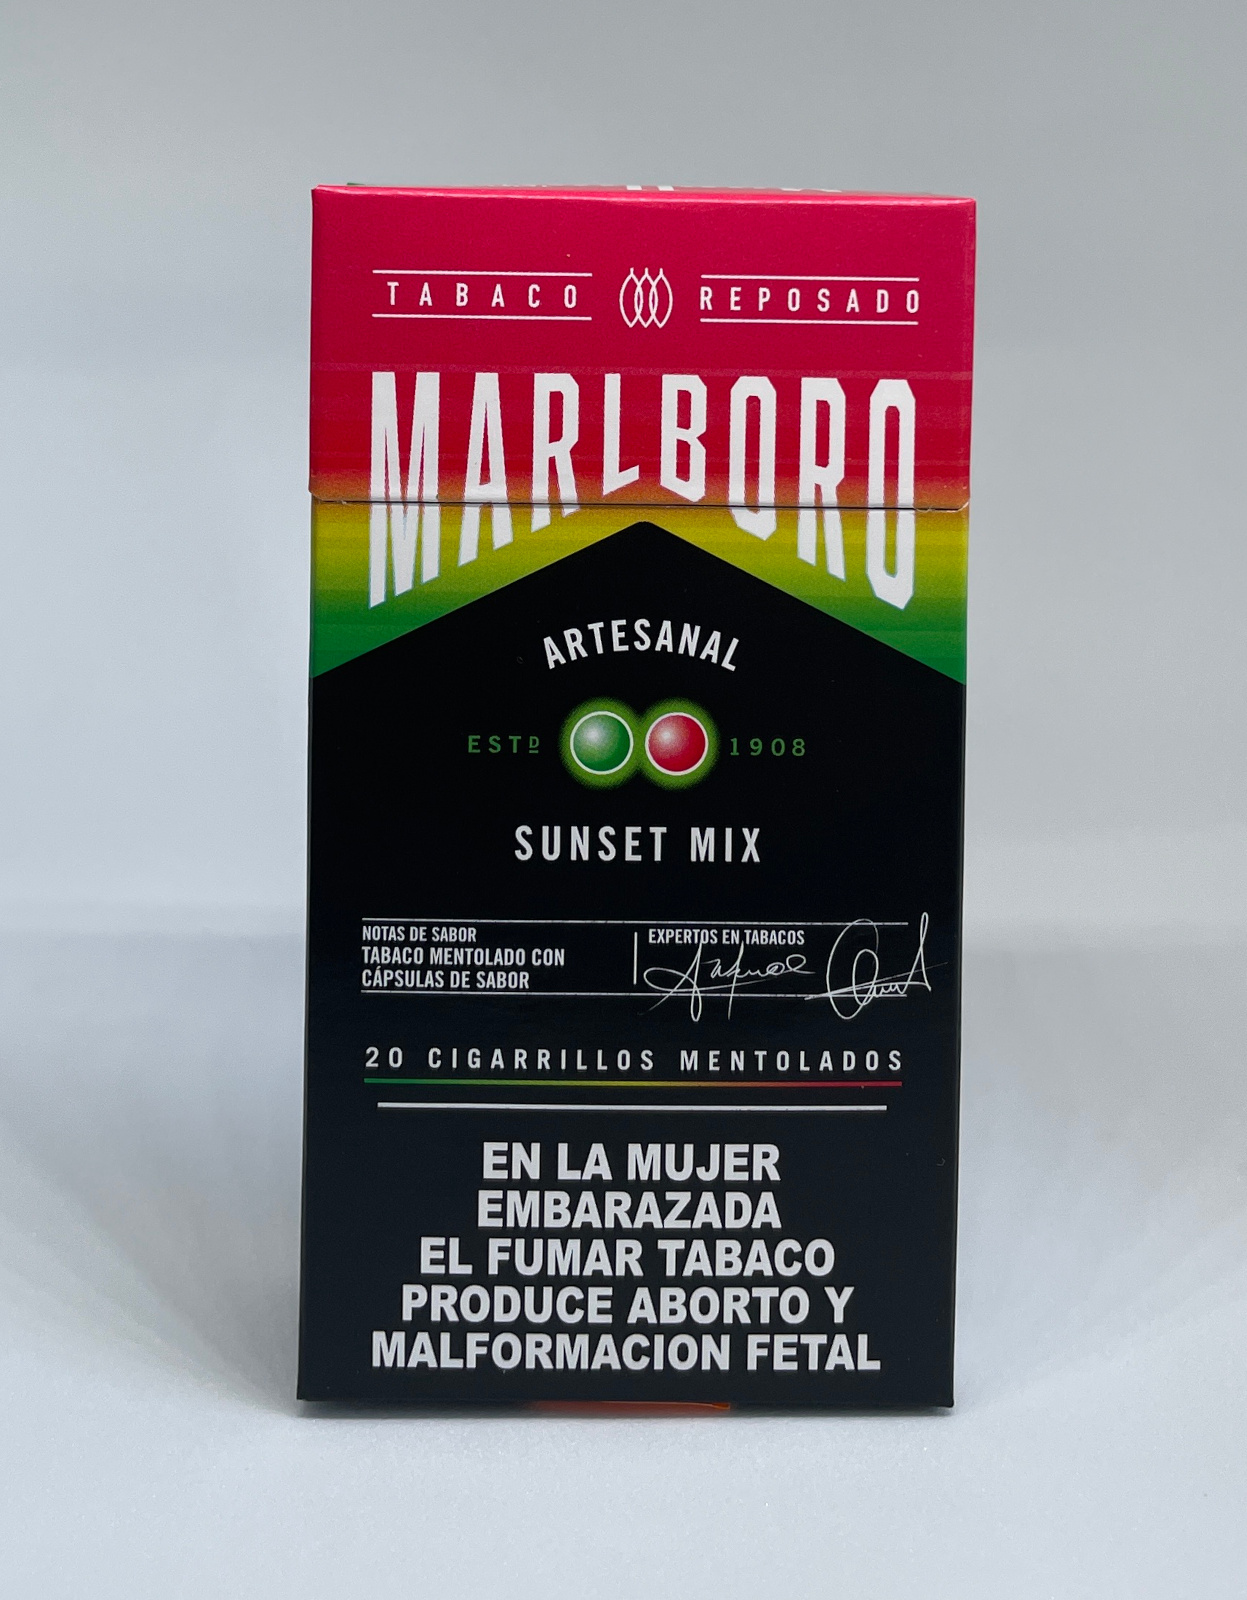 TABACO REPOSADO
MARLBORO
ARTESANAL
ESTD 1908
SUNSET MIX
NOTAS DE SABOR
TABACO MENTOLADO CON
CÁPSULAS DE SABOR
EXPERTOS EN TABACOS
20 CIGARRILLOS MENTOLADOS
EN LA MUJER
EMBARAZADA
EL FUMAR TABACO
PRODUCE ABORTO Y
MALFORMACION FETAL